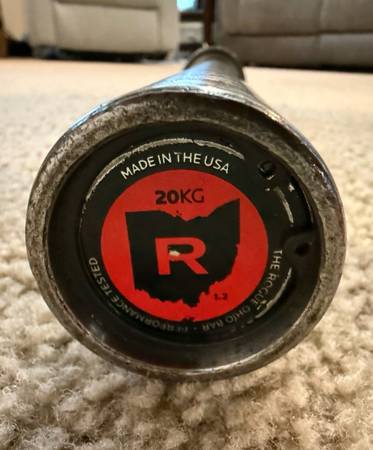 MADE IN THE USA
20KG
R
1.2
THE ROGUE OHIO BAR - PERFORMANCE TESTED